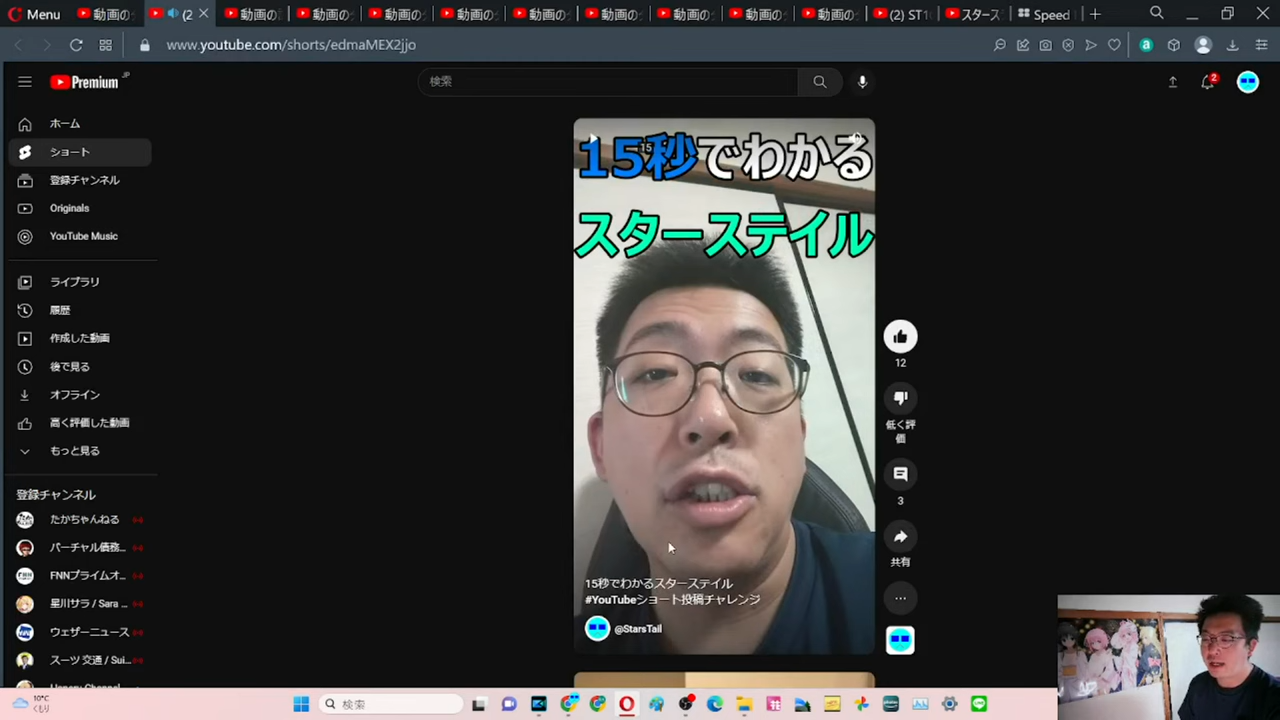 Menu
動画の
(2
動画の
動画の
動画の
動画の
動画の
動画の
動画の
動画の
動画の
(2) ST1
スタース
Speed
www.youtube.com/shorts/edmaMEX2jjo
Premium JP
検索
2
ホーム
ショート
登録チャンネル
Originals
YouTube Music
ライブラリ
履歴
作成した動画
後で見る
オフライン
高く評価した動画
もっと見る
登録チャンネル
たかちゃんねる
バーチャル債務...
FNNプライムオ...
星川サラ / Sara ...
ウェザーニュース
スーツ 交通 / Sui...
15秒でわかる
スターステイル
12
低く評価
3
共有
15秒でわかるスターステイル
#YouTubeショート投稿チャレンジ
@StarsTail
10°C
検索